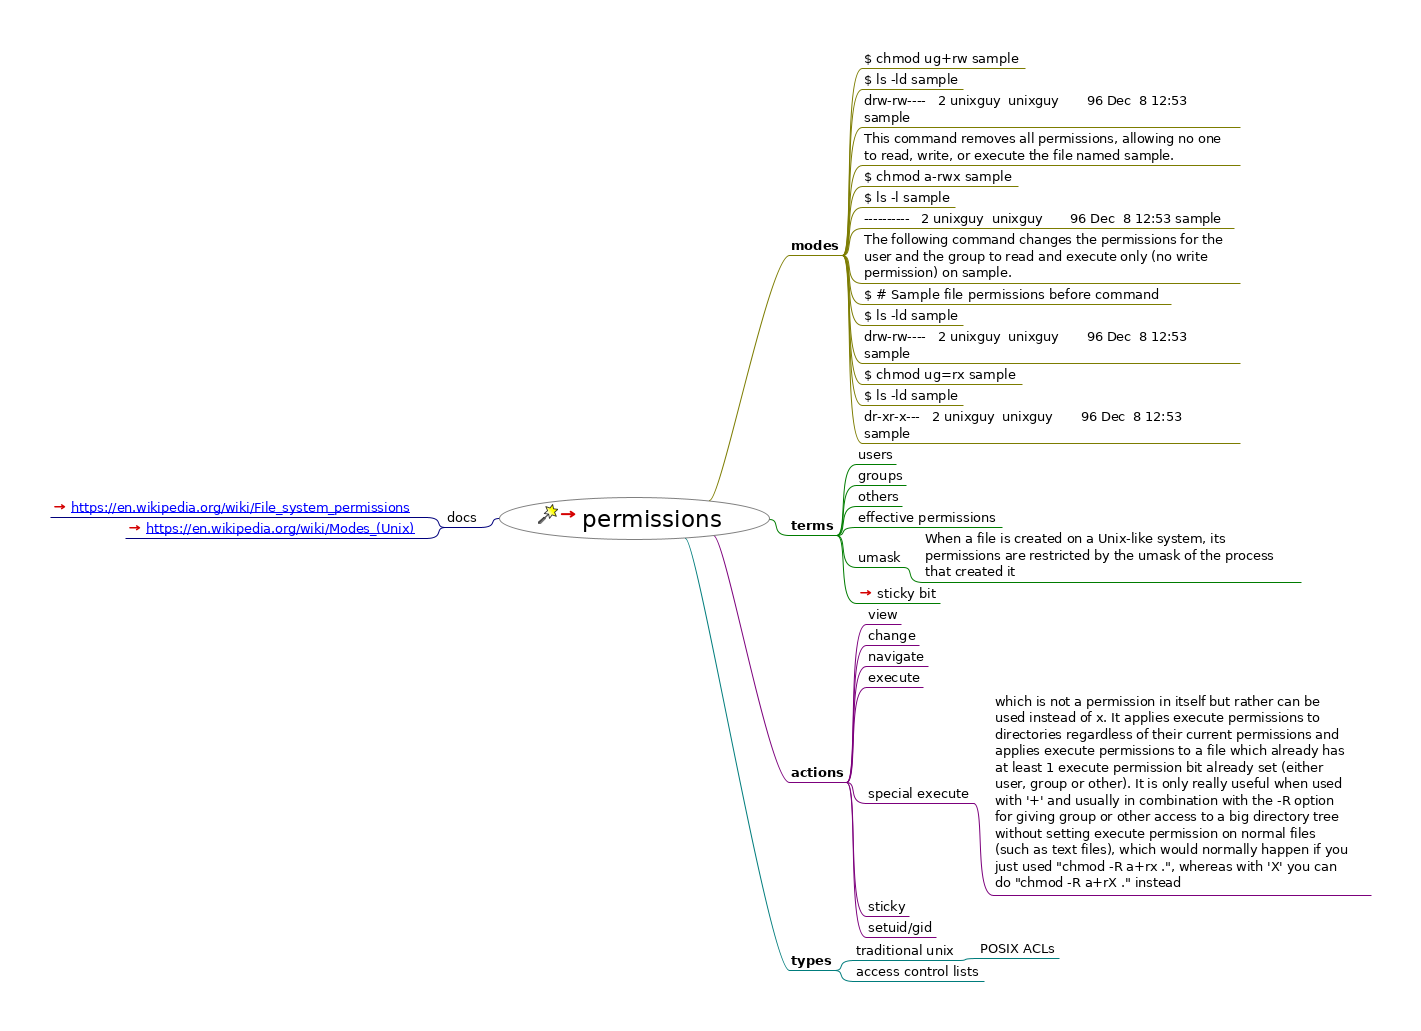 $ chmod ug+rw sample
$ ls -ld sample
drw-rw----   2 unixguy  unixguy       96 Dec  8 12:53
sample
This command removes all permissions, allowing no one
to read, write, or execute the file named sample.
$ chmod a-rwx sample
$ ls -l sample
----------   2 unixguy  unixguy       96 Dec  8 12:53 sample
modes
The following command changes the permissions for the
user and the group to read and execute only (no write
permission) on sample.
$ # Sample file permissions before command
$ ls -ld sample
drw-rw----   2 unixguy  unixguy       96 Dec  8 12:53
sample
$ chmod ug=rx sample
$ ls -ld sample
dr-xr-x---   2 unixguy  unixguy       96 Dec  8 12:53
sample
https://en.wikipedia.org/wiki/File_system_permissions
https://en.wikipedia.org/wiki/Modes_(Unix)
docs
permissions
terms
users
groups
others
effective permissions
umask
When a file is created on a Unix-like system, its
permissions are restricted by the umask of the process
that created it
sticky bit
actions
view
change
navigate
execute
special execute
which is not a permission in itself but rather can be
used instead of x. It applies execute permissions to
directories regardless of their current permissions and
applies execute permissions to a file which already has
at least 1 execute permission bit already set (either
user, group or other). It is only really useful when used
with '+' and usually in combination with the -R option
for giving group or other access to a big directory tree
without setting execute permission on normal files
(such as text files), which would normally happen if you
just used "chmod -R a+rx .", whereas with 'X' you can
do "chmod -R a+rX ." instead
sticky
setuid/gid
types
traditional unix
POSIX ACLs
access control lists